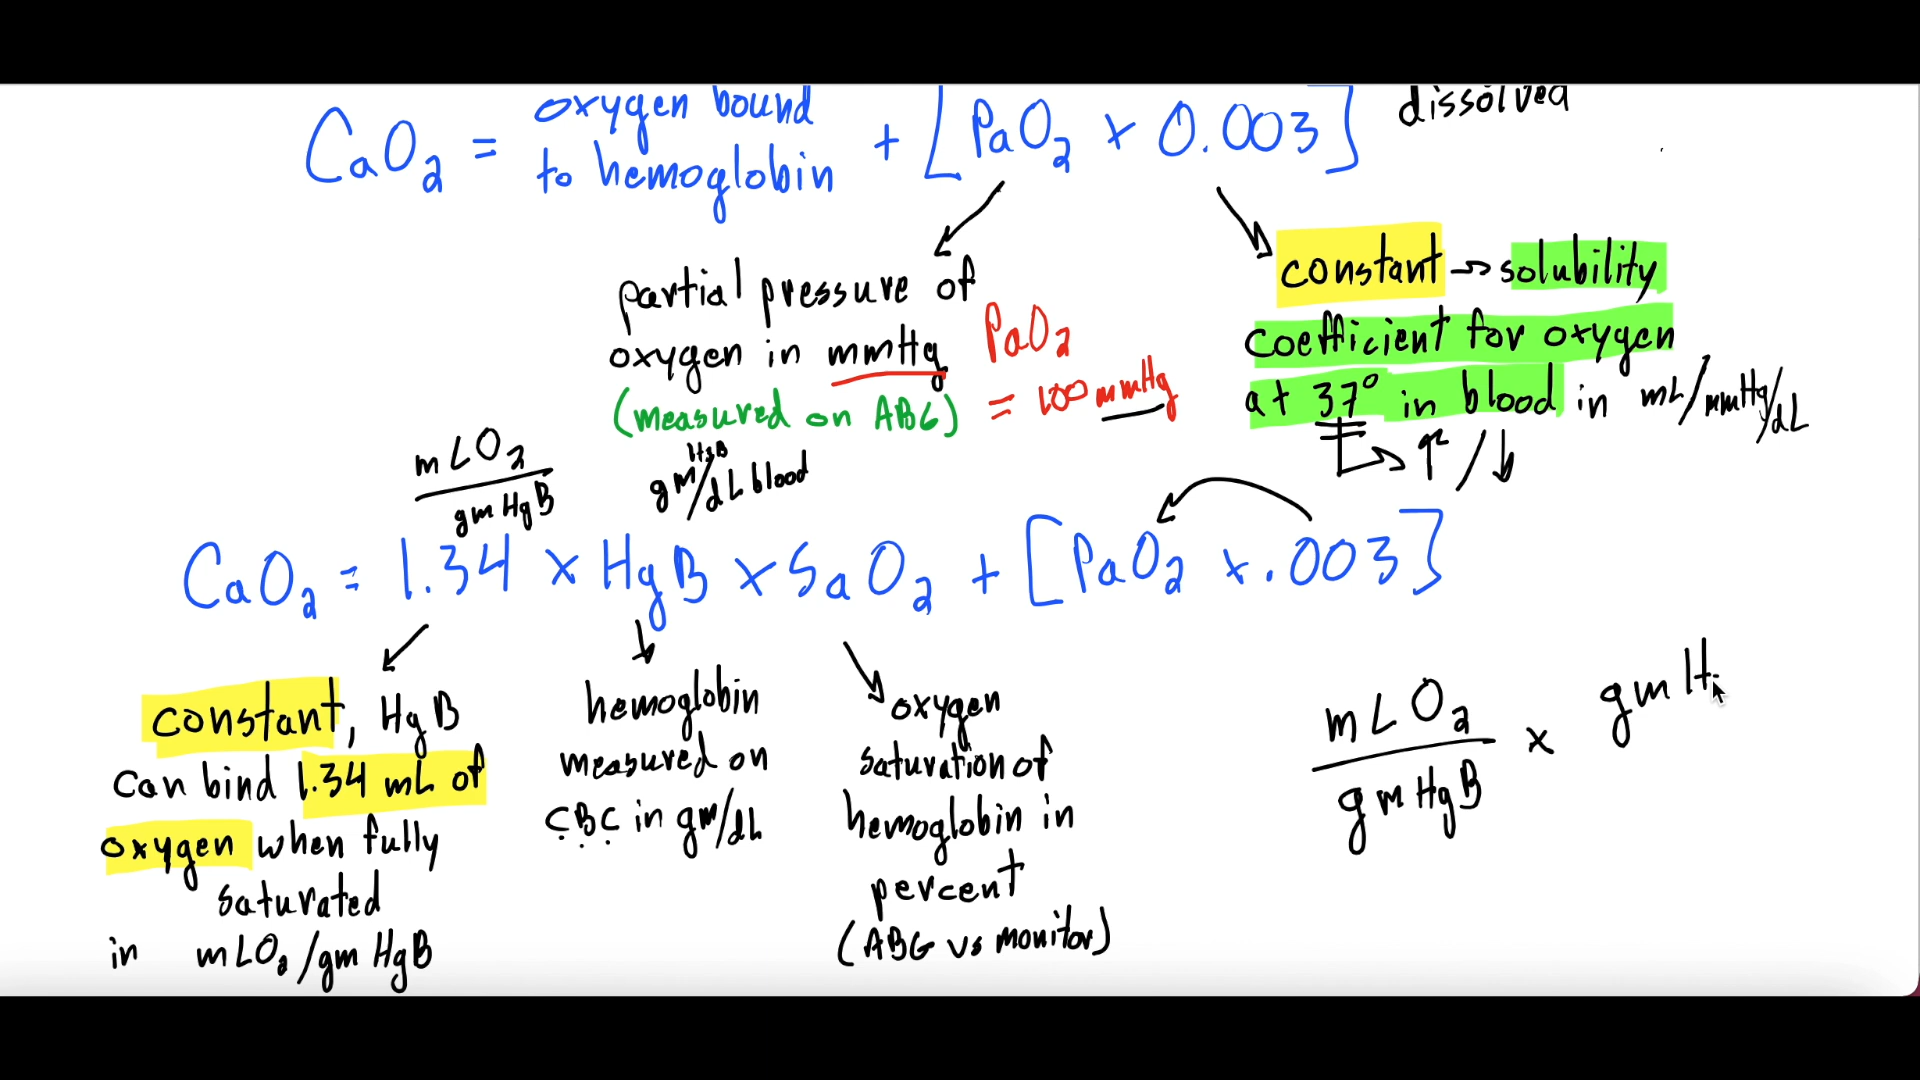 CaO₂ = oxygen bound to hemoglobin + [PaO₂ x 0.003]
dissolved
partial pressure of
oxygen in mmHg
(measured on ABG)
PaO₂
= 100 mmHg
constant → solubility
coefficient for oxygen
at 37° in blood in mL/mmHg/dL
↑ / ↓
mLO₂
gm HgB
HgB
gm/dL blood
CaO₂ = 1.34 x HgB x SaO₂ + [PaO₂ x .003]
constant, HgB
can bind 1.34 mL of
oxygen when fully
saturated
in mLO₂/gm HgB
hemoglobin
measured on
CBC in gm/dL
oxygen
saturation of
hemoglobin in
percent
(ABG vs monitor)
mLO₂ x gm H
gm HgB